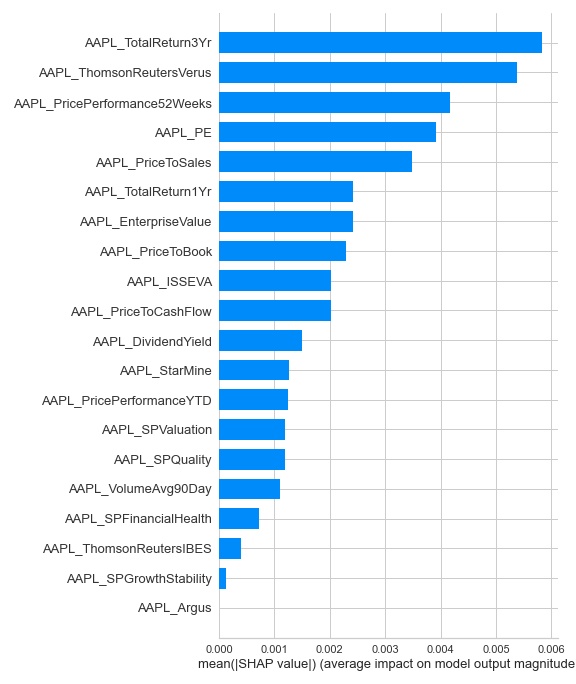 AAPL_TotalReturn3Yr
AAPL_ThomsonReutersVerus
AAPL_PricePerformance52Weeks
AAPL_PE
AAPL_PriceToSales
AAPL_TotalReturn1Yr
AAPL_EnterpriseValue
AAPL_PriceToBook
AAPL_ISSEVA
AAPL_PriceToCashFlow
AAPL_DividendYield
AAPL_StarMine
AAPL_PricePerformanceYTD
AAPL_SPValuation
AAPL_SPQuality
AAPL_VolumeAvg90Day
AAPL_SPFinancialHealth
AAPL_ThomsonReutersIBES
AAPL_SPGrowthStability
AAPL_Argus
0.000 0.001 0.002 0.003 0.004 0.005 0.006
mean(|SHAP value|) (average impact on model output magnitude